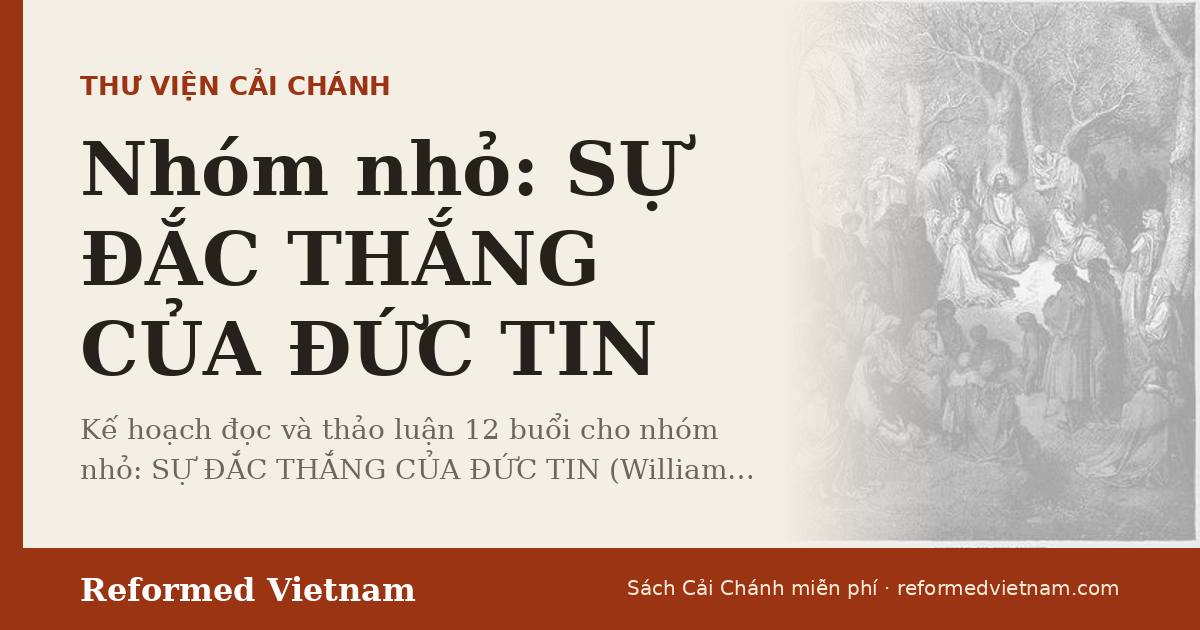 THƯ VIỆN CẢI CHÁNH
Nhóm nhỏ: SỰ
ĐẮC THẮNG
CỦA ĐỨC TIN
Kế hoạch đọc và thảo luận 12 buổi cho nhóm
nhỏ: SỰ ĐẮC THẮNG CỦA ĐỨC TIN (William...
Reformed Vietnam
Sách Cải Chánh miễn phí · reformedvietnam.com